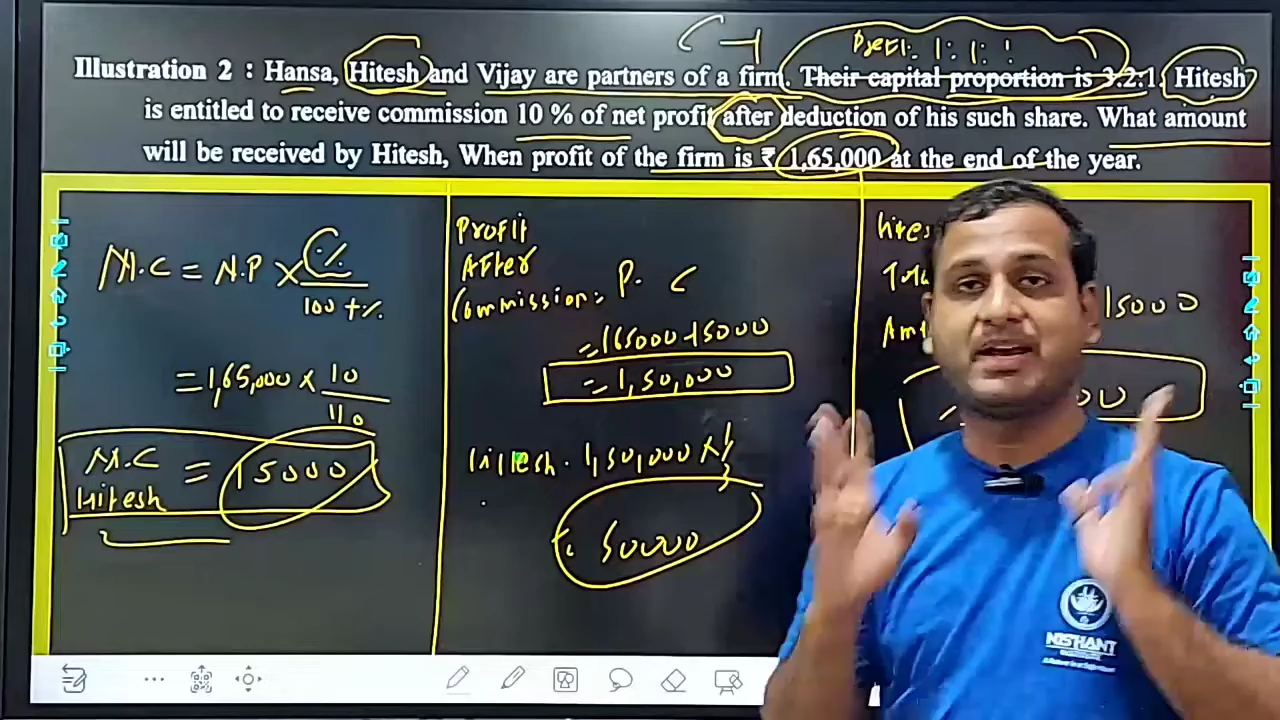 C
Profit: 1:1:1
Illustration 2 : Hansa, Hitesh and Vijay are partners of a firm. Their capital proportion is 3:2:1. Hitesh
is entitled to receive commission 10 % of net profit after deduction of his such share. What amount
will be received by Hitesh, When profit of the firm is ₹ 1,65,000 at the end of the year.
M.C = N.P × C%
100 + %
= 1,65,000 × 10
110
M.C
Hitesh = 15000
Profit
After
Commission = P - C
= 165000 - 15000
= 1,50,000
Hitesh = 1,50,000 × 1/3
= 50000
15000
NISHANT